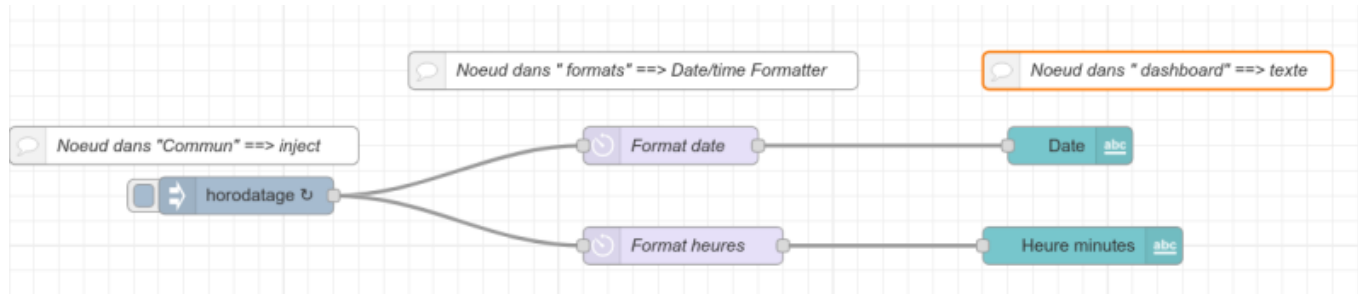 Noeud dans " formats" ==> Date/time Formatter
Noeud dans " dashboard" ==> texte
Noeud dans "Commun" ==> inject
Format date
Date abc
horodatage ↻
Format heures
Heure minutes abc